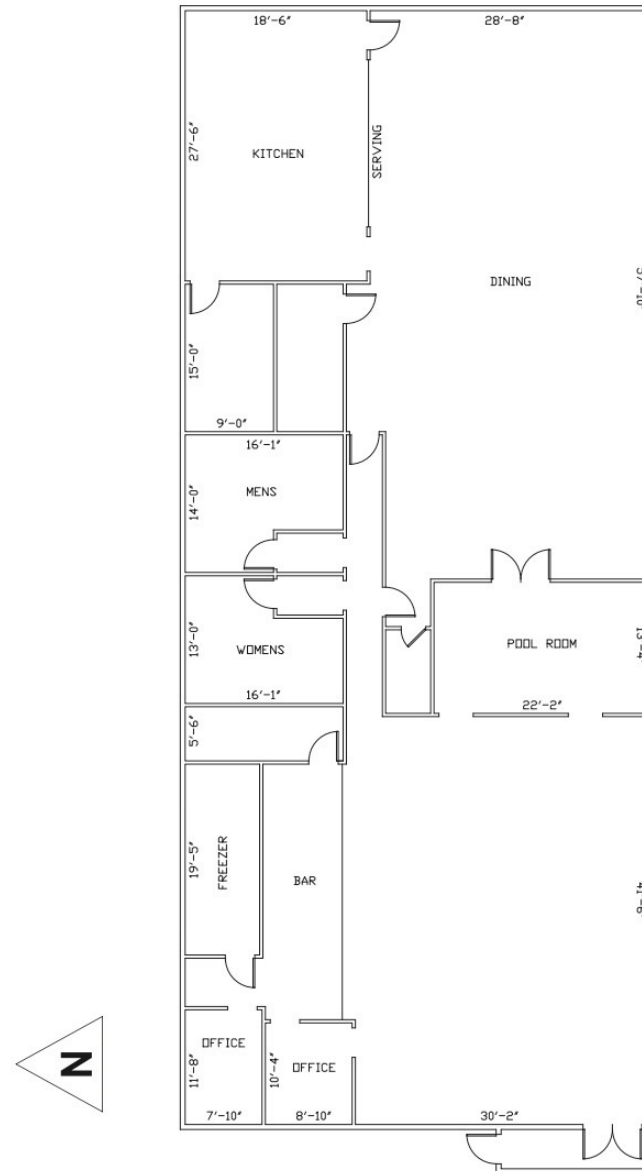 18'-6"
28'-8"
27'-6"
KITCHEN
SERVING
DINING
15'-0"
9'-0"
16'-1"
14'-0"
MENS
13'-0"
WOMENS
16'-1"
POOL ROOM
22'-2"
5'-6"
19'-5"
FREEZER
BAR
N
11'-8"
OFFICE
10'-4"
OFFICE
7'-10"
8'-10"
30'-2"